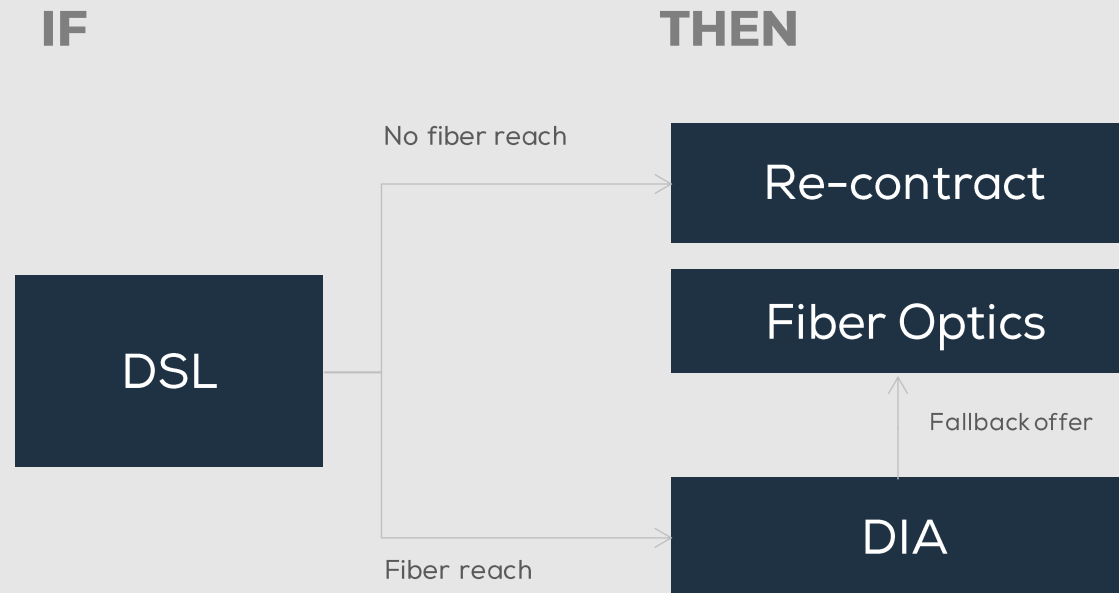 IF
THEN
No fiber reach
Re-contract
Fiber Optics
DSL
Fallback offer
DIA
Fiber reach